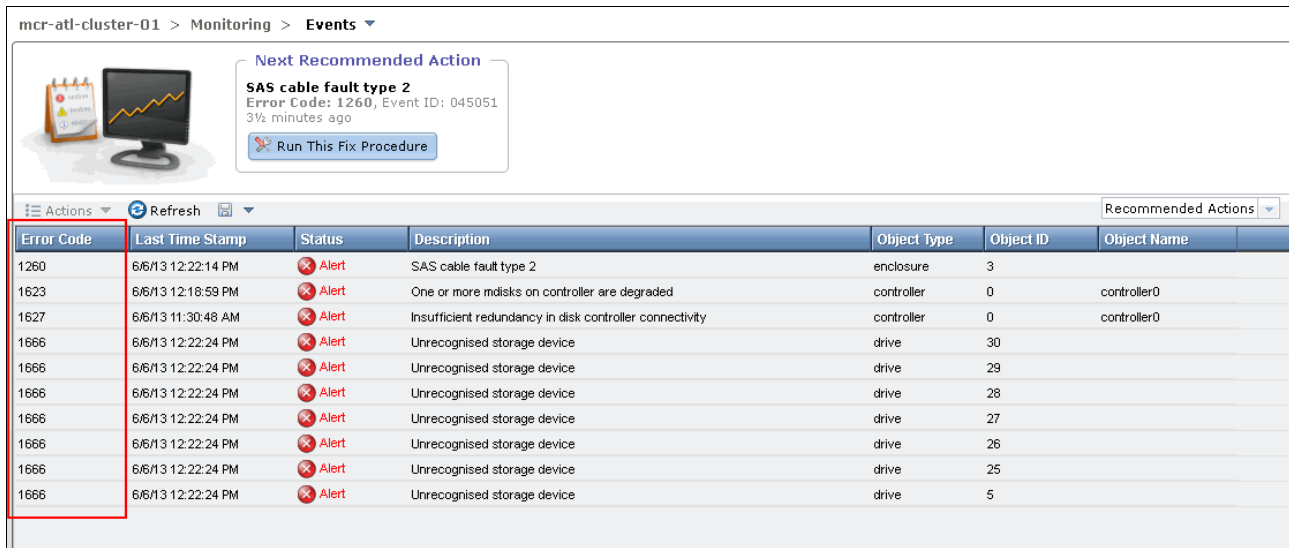 mcr-atl-cluster-01 > Monitoring > Events
Next Recommended Action
SAS cable fault type 2
Error Code: 1260, Event ID: 045051
3½ minutes ago
Run This Fix Procedure
Actions Refresh Recommended Actions
Error Code Last Time Stamp Status Description Object Type Object ID Object Name
1260 6/6/13 12:22:14 PM Alert SAS cable fault type 2 enclosure 3
1623 6/6/13 12:18:59 PM Alert One or more mdisks on controller are degraded controller 0 controller0
1627 6/6/13 11:30:48 AM Alert Insufficient redundancy in disk controller connectivity controller 0 controller0
1666 6/6/13 12:22:24 PM Alert Unrecognised storage device drive 30
1666 6/6/13 12:22:24 PM Alert Unrecognised storage device drive 29
1666 6/6/13 12:22:24 PM Alert Unrecognised storage device drive 28
1666 6/6/13 12:22:24 PM Alert Unrecognised storage device drive 27
1666 6/6/13 12:22:24 PM Alert Unrecognised storage device drive 26
1666 6/6/13 12:22:24 PM Alert Unrecognised storage device drive 25
1666 6/6/13 12:22:24 PM Alert Unrecognised storage device drive 5